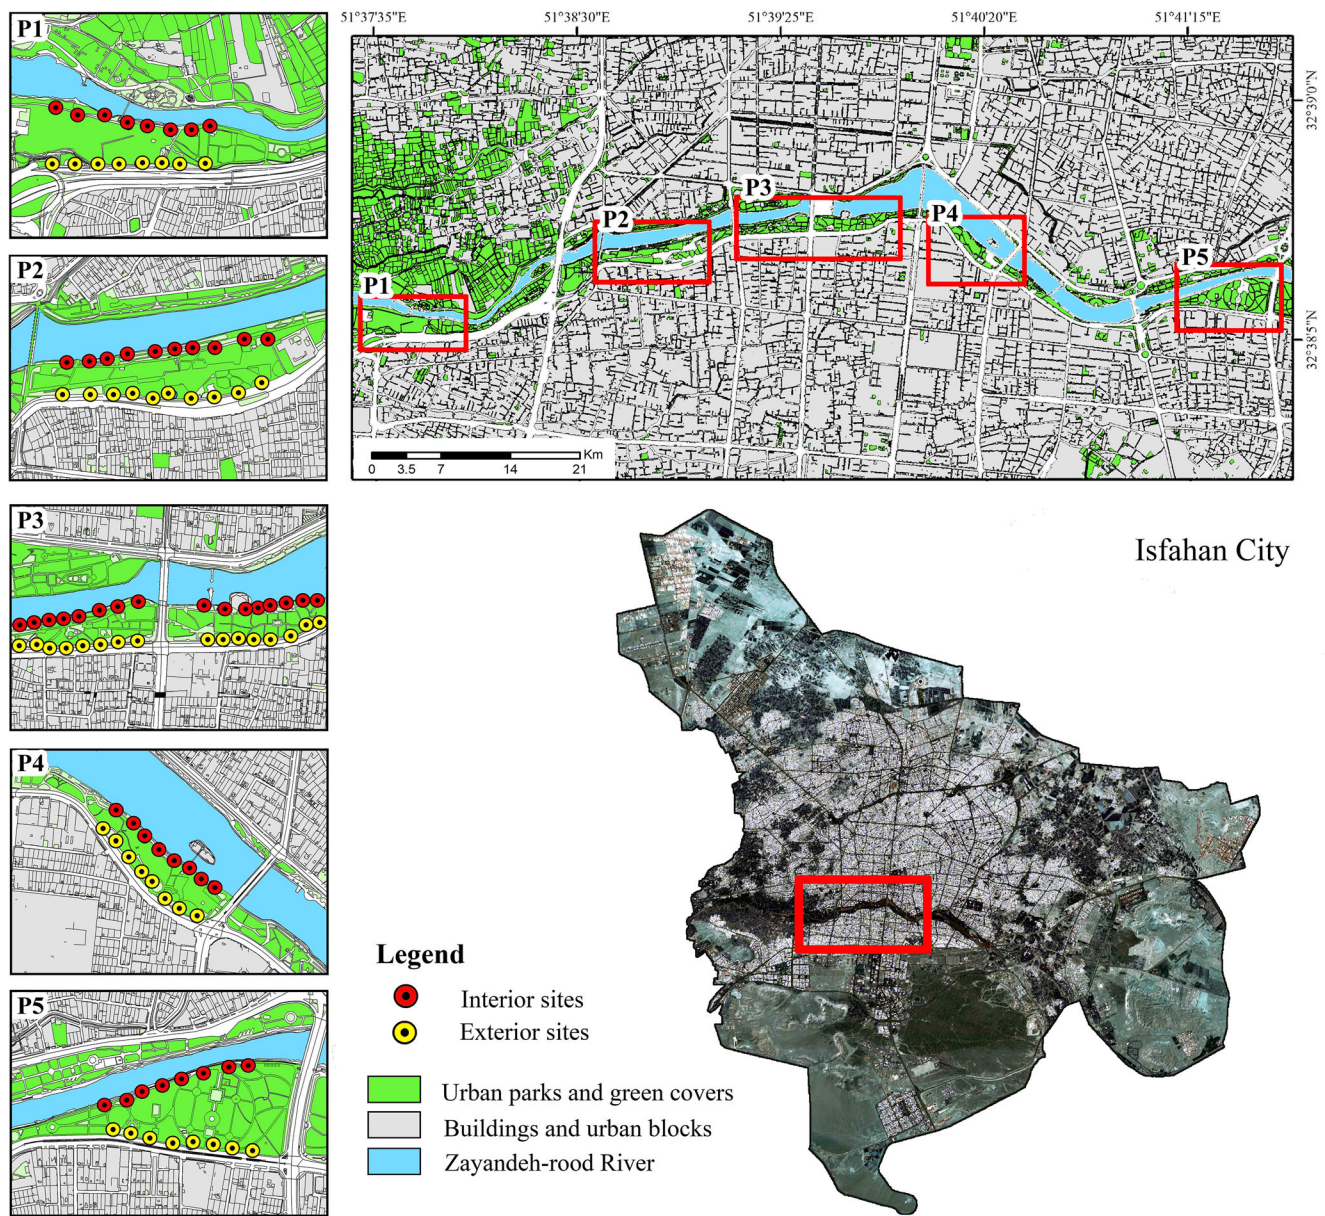 P1
P2
P3
P4
P5
51°37'35"E
51°38'30"E
51°39'25"E
51°40'20"E
51°41'15"E
32°39'0"N
32°38'5"N
P1
P2
P3
P4
P5
Km
0 3.5 7 14 21
Isfahan City
Legend
Interior sites
Exterior sites
Urban parks and green covers
Buildings and urban blocks
Zayandeh-rood River